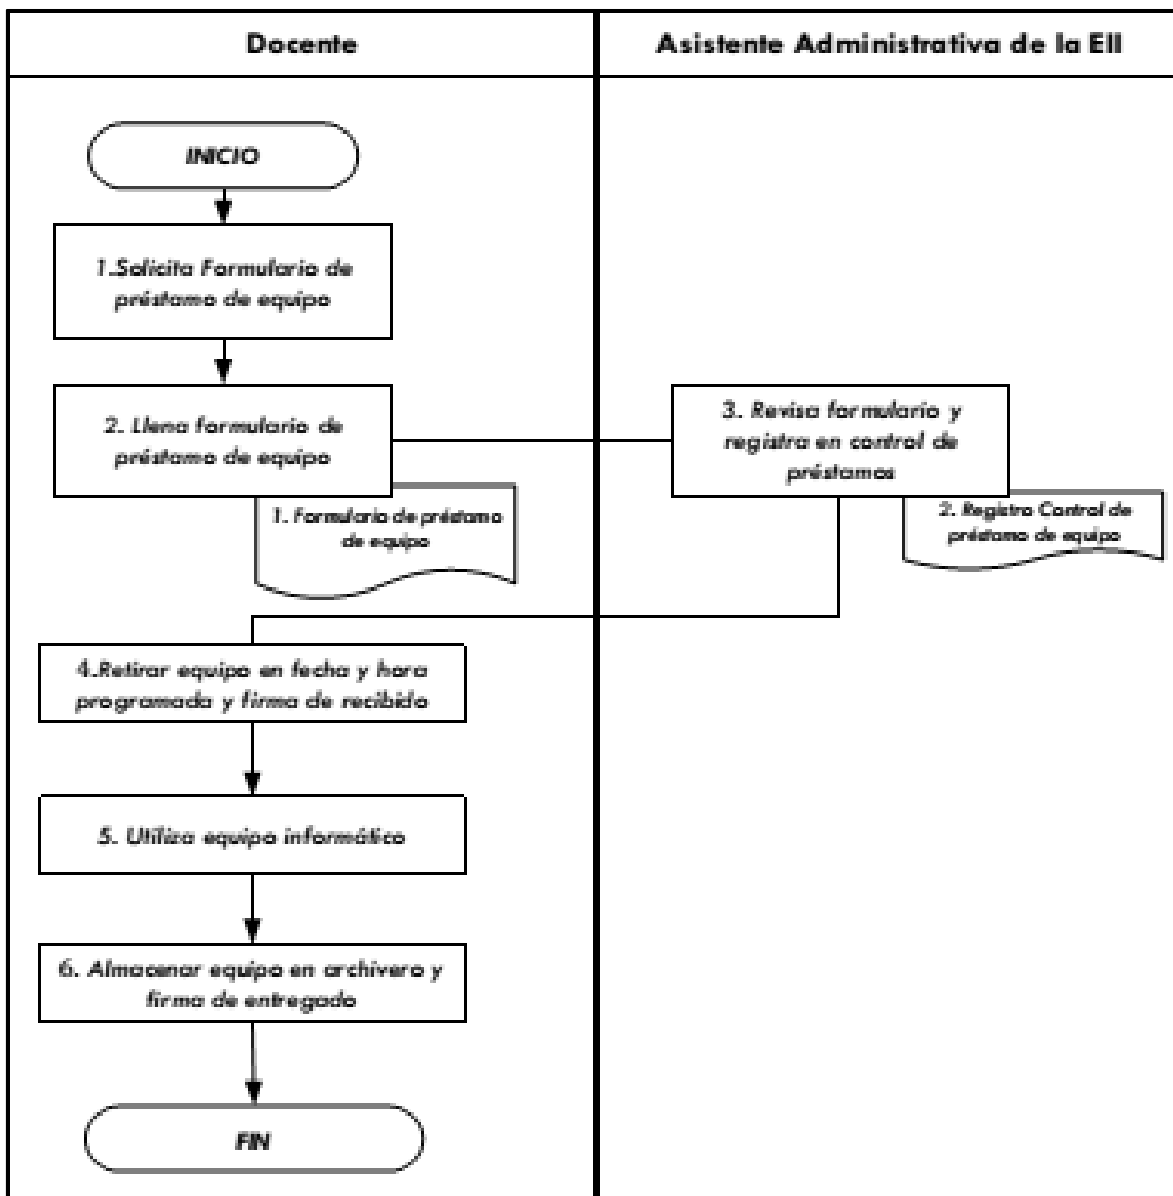 Docente
Asistente Administrativa de la EII
INICIO
1.Solicita Formulario de
préstamo de equipo
2. Llena formulario de
préstamo de equipo
1. Formulario de préstamo
de equipo
3. Revisa formulario y
registra en control de
préstamos
2. Registro Control de
préstamo de equipo
4.Retirar equipo en fecha y hora
programada y firma de recibido
5. Utiliza equipo informático
6. Almacenar equipo en archivero y
firma de entregado
FIN